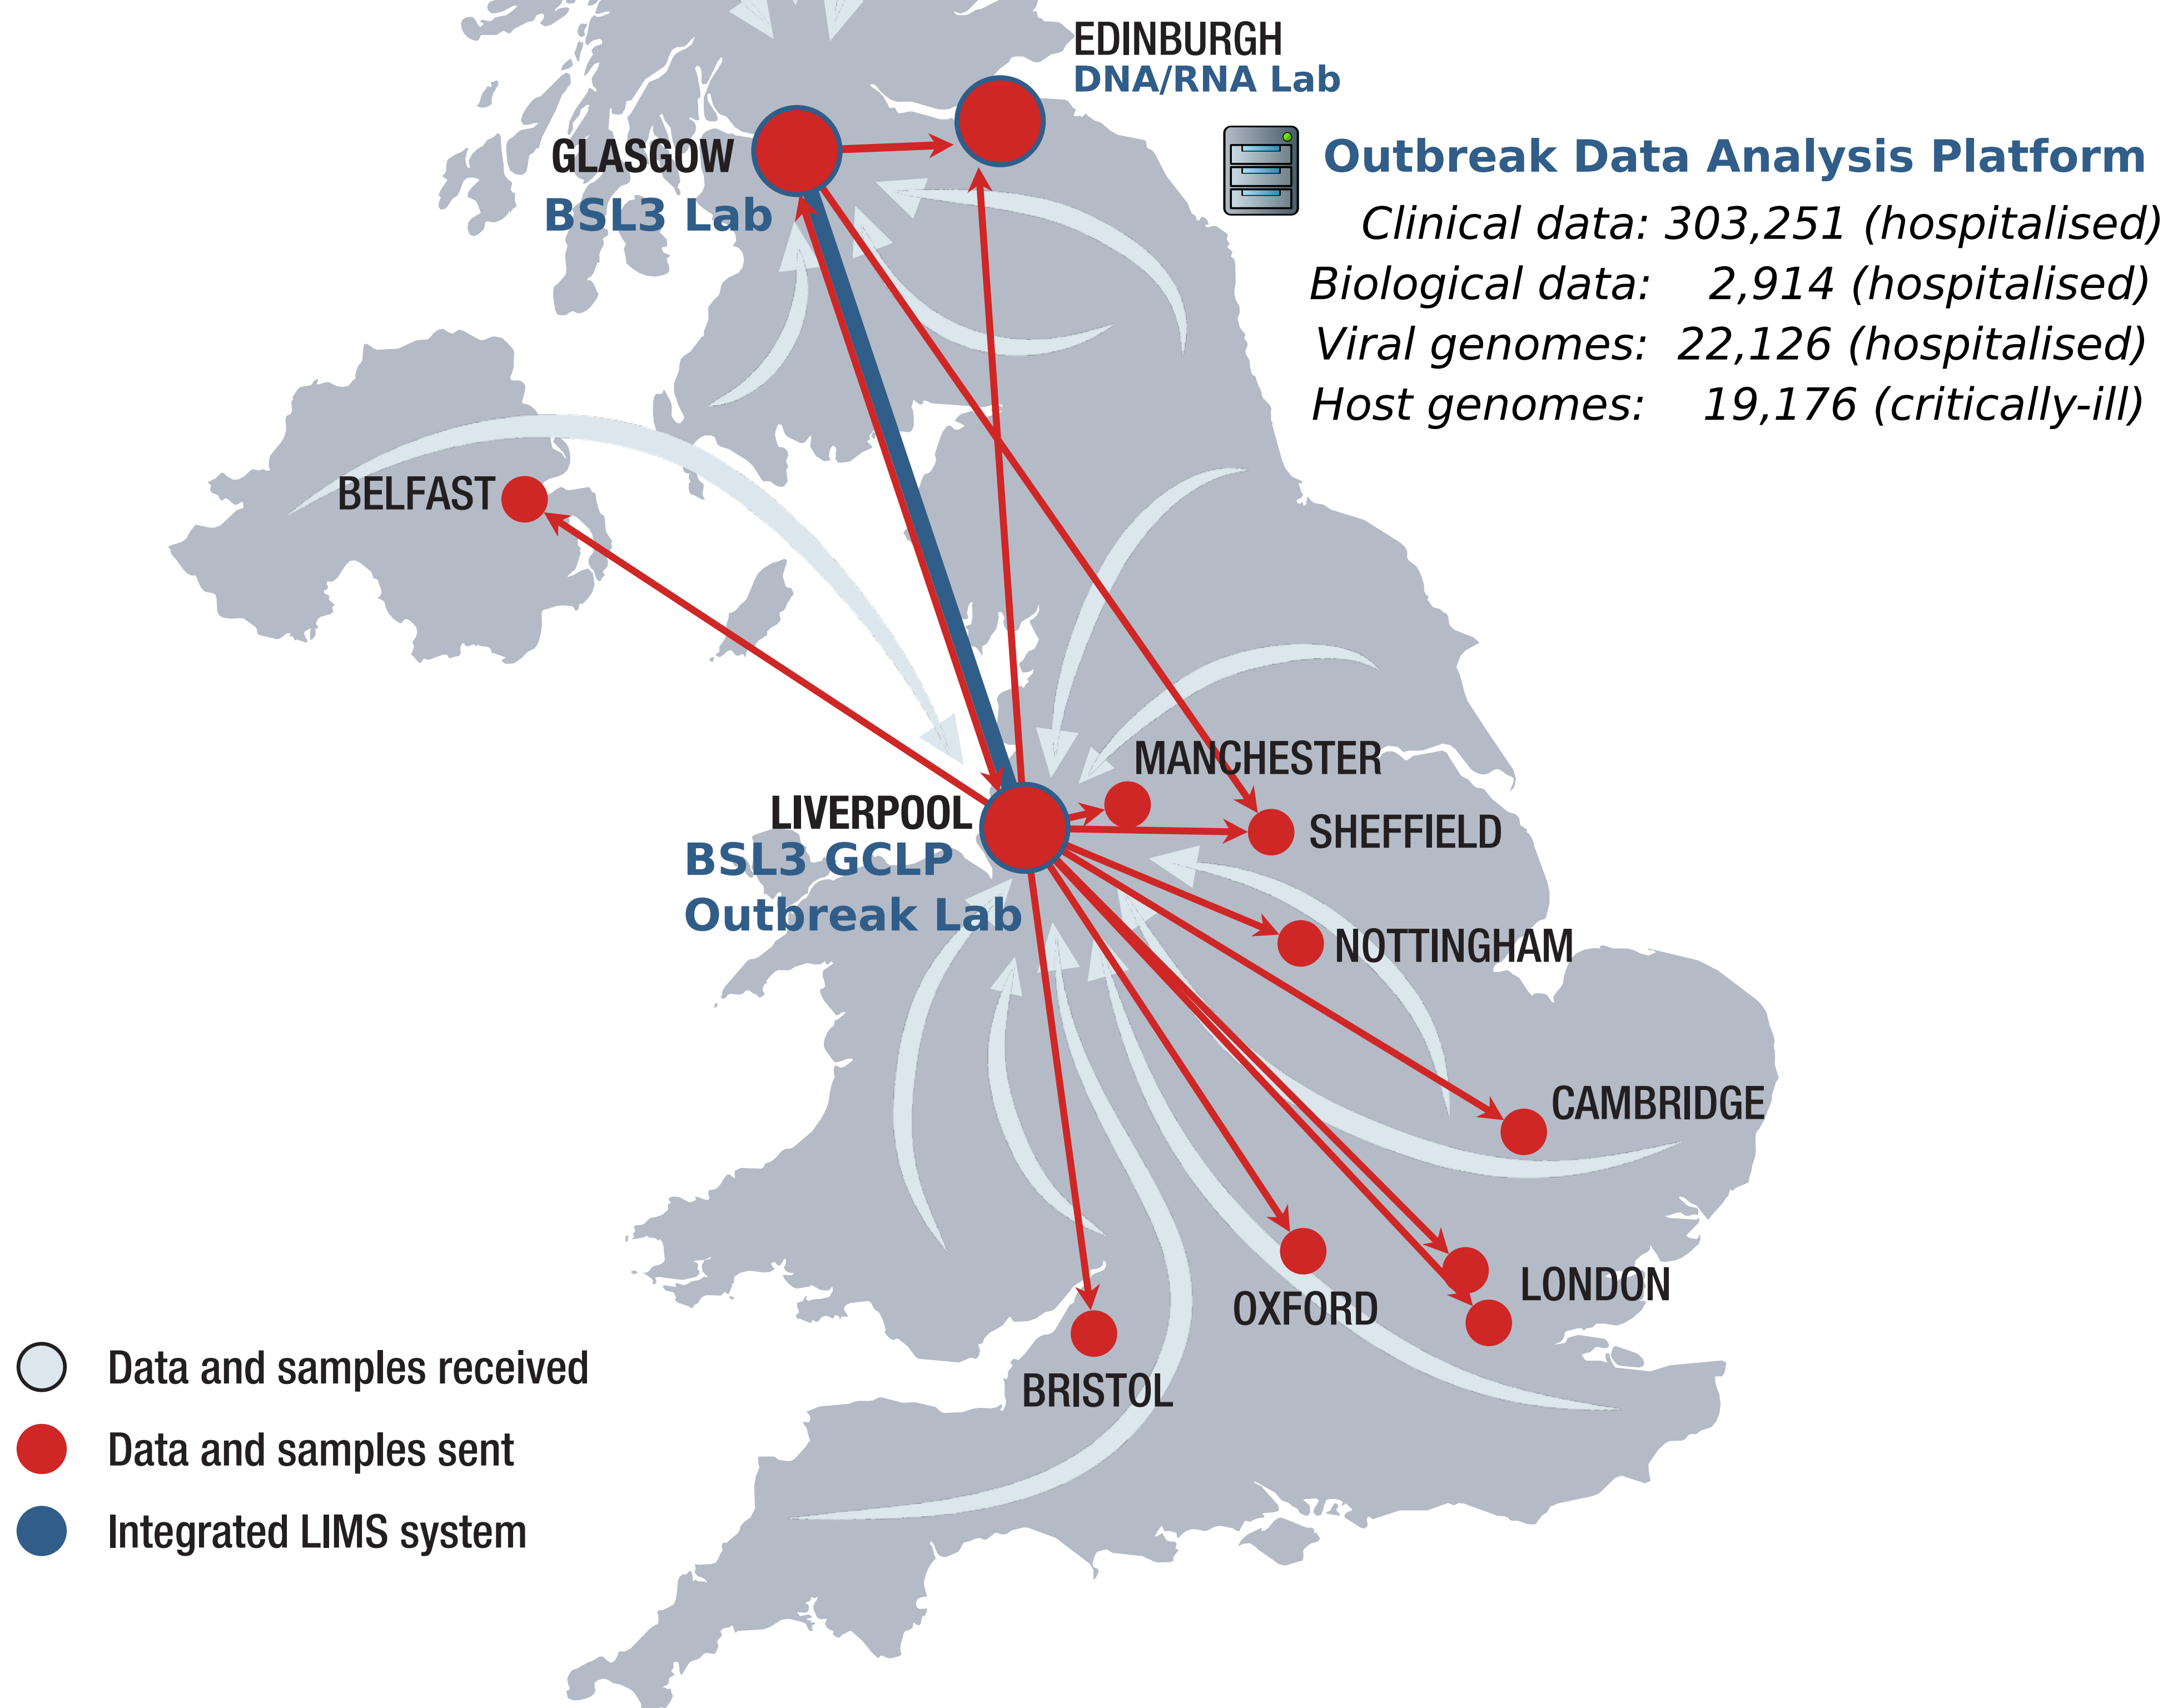 EDINBURGH
DNA/RNA Lab
GLASGOW
BSL3 Lab
Outbreak Data Analysis Platform
Clinical data: 303,251 (hospitalised)
Biological data: 2,914 (hospitalised)
Viral genomes: 22,126 (hospitalised)
Host genomes: 19,176 (critically-ill)
BELFAST
MANCHESTER
LIVERPOOL
BSL3 GCLP
Outbreak Lab
SHEFFIELD
NOTTINGHAM
CAMBRIDGE
LONDON
OXFORD
BRISTOL
Data and samples received
Data and samples sent
Integrated LIMS system